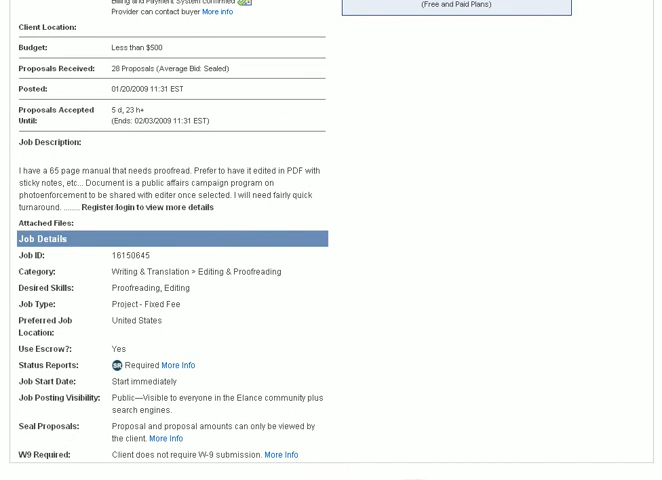 Billing and Payment System confirmed
(Free and Paid Plans)
Provider can contact buyer More info
Client Location:
Budget: Less than $500
Proposals Received: 28 Proposals (Average Bid: Sealed)
Posted: 01/20/2009 11:31 EST
Proposals Accepted Until: 5 d, 23 h+
(Ends: 02/03/2009 11:31 EST)
Job Description:
I have a 65 page manual that needs proofread. Prefer to have it edited in PDF with
sticky notes, etc... Document is a public affairs campaign program on
photoenforcement to be shared with editer once selected. I will need fairly quick
turnaround. ........ Register/login to view more details
Attached Files:
Job Details
Job ID: 16150645
Category: Writing & Translation > Editing & Proofreading
Desired Skills: Proofreading, Editing
Job Type: Project - Fixed Fee
Preferred Job Location: United States
Use Escrow?: Yes
Status Reports: SR Required More Info
Job Start Date: Start immediately
Job Posting Visibility: Public—Visible to everyone in the Elance community plus
search engines.
Seal Proposals: Proposal and proposal amounts can only be viewed by
the client. More Info
W9 Required: Client does not require W-9 submission. More Info